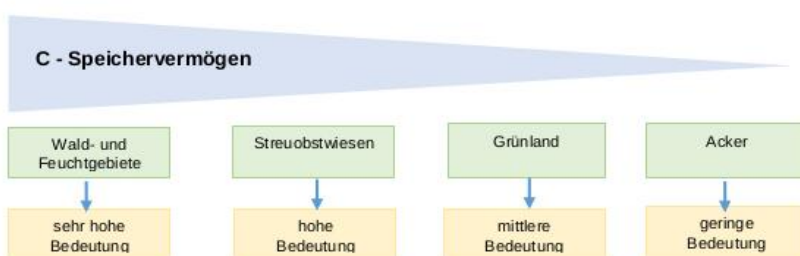 C - Speichervermögen
Wald- und
Feuchtgebiete
Streuobstwiesen
Grünland
Acker
sehr hohe
Bedeutung
hohe
Bedeutung
mittlere
Bedeutung
geringe
Bedeutung